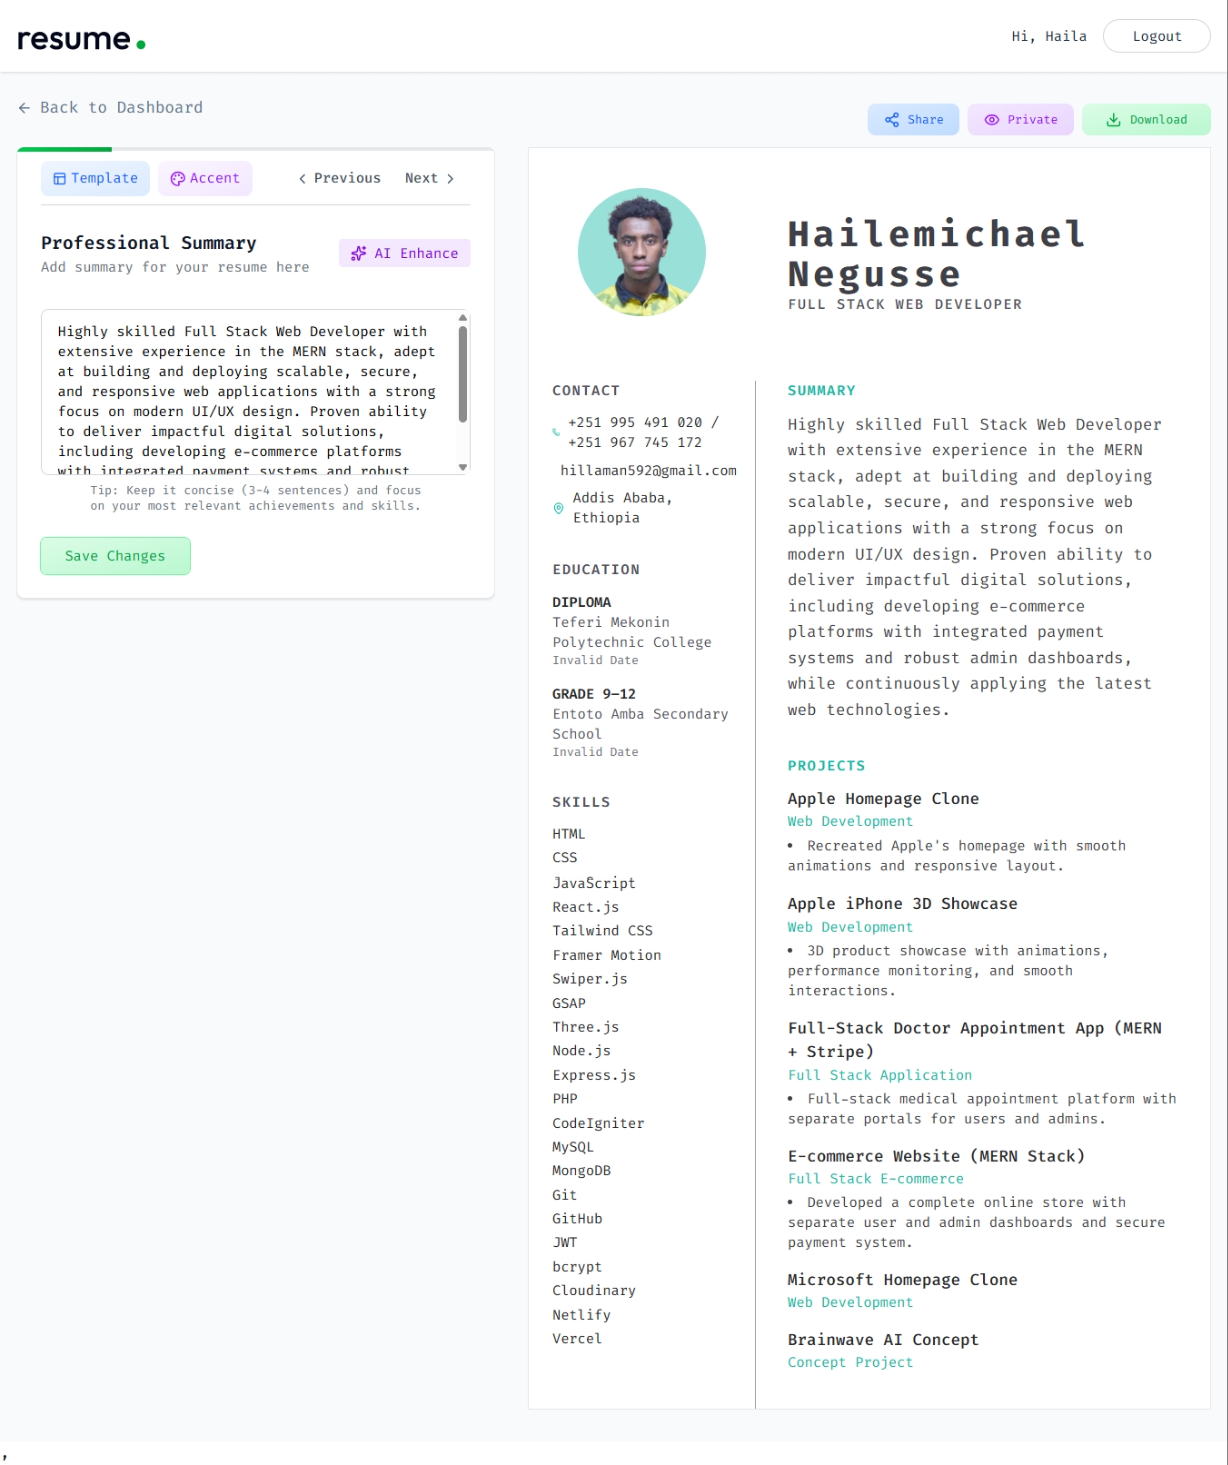 resume.
Hi, Haila
Logout
← Back to Dashboard
Share
Private
Download
Template
Accent
Previous
Next
Professional Summary
Add summary for your resume here
AI Enhance
Highly skilled Full Stack Web Developer with
extensive experience in the MERN stack, adept
at building and deploying scalable, secure,
and responsive web applications with a strong
focus on modern UI/UX design. Proven ability
to deliver impactful digital solutions,
including developing e-commerce platforms
with integrated payment systems and robust
Tip: Keep it concise (3-4 sentences) and focus
on your most relevant achievements and skills.
Save Changes
Hailemichael
Negusse
FULL STACK WEB DEVELOPER
CONTACT
+251 995 491 020 /
+251 967 745 172
hillaman592@gmail.com
Addis Ababa,
Ethiopia
EDUCATION
DIPLOMA
Teferi Mekonin
Polytechnic College
Invalid Date
GRADE 9–12
Entoto Amba Secondary
School
Invalid Date
SKILLS
HTML
CSS
JavaScript
React.js
Tailwind CSS
Framer Motion
Swiper.js
GSAP
Three.js
Node.js
Express.js
PHP
CodeIgniter
MySQL
MongoDB
Git
GitHub
JWT
bcrypt
Cloudinary
Netlify
Vercel
SUMMARY
Highly skilled Full Stack Web Developer
with extensive experience in the MERN
stack, adept at building and deploying
scalable, secure, and responsive web
applications with a strong focus on
modern UI/UX design. Proven ability to
deliver impactful digital solutions,
including developing e-commerce
platforms with integrated payment
systems and robust admin dashboards,
while continuously applying the latest
web technologies.
PROJECTS
Apple Homepage Clone
Web Development
• Recreated Apple's homepage with smooth
animations and responsive layout.
Apple iPhone 3D Showcase
Web Development
• 3D product showcase with animations,
performance monitoring, and smooth
interactions.
Full-Stack Doctor Appointment App (MERN
+ Stripe)
Full Stack Application
• Full-stack medical appointment platform with
separate portals for users and admins.
E-commerce Website (MERN Stack)
Full Stack E-commerce
• Developed a complete online store with
separate user and admin dashboards and secure
payment system.
Microsoft Homepage Clone
Web Development
Brainwave AI Concept
Concept Project
,